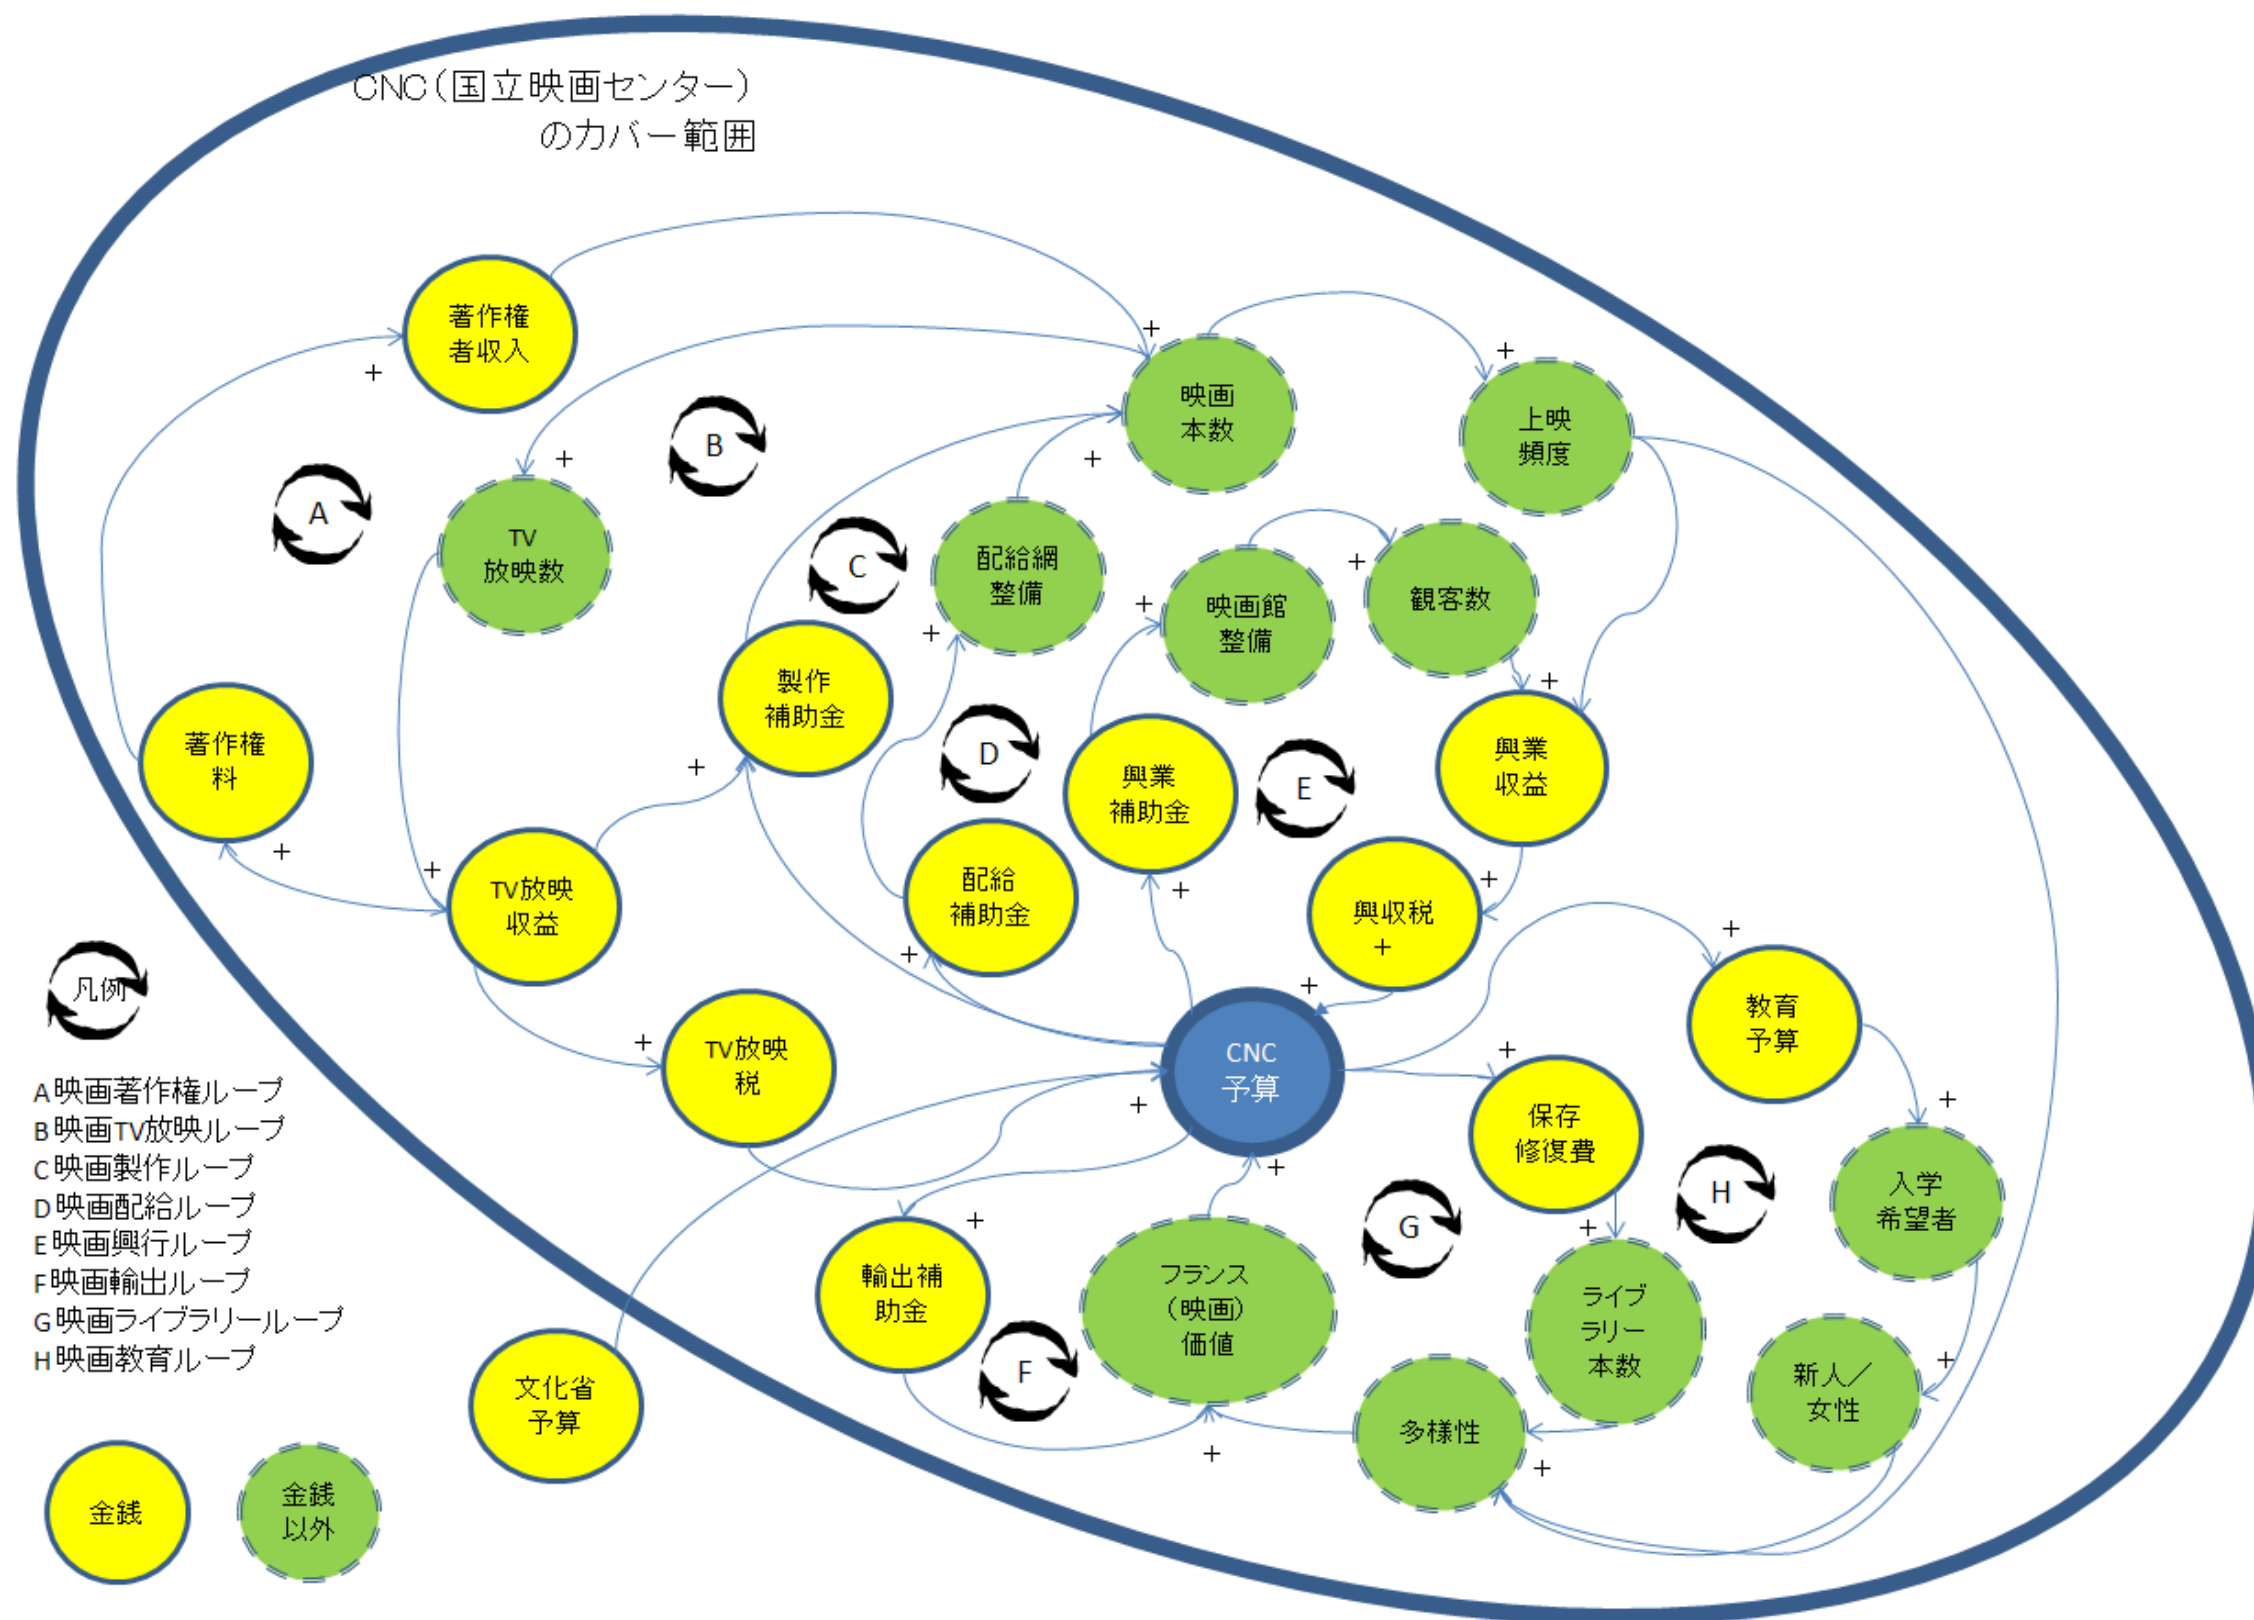 CNC(国立映画センター)
のカバー範囲
著作権
者収入
+
+
映画
本数
+
上映
頻度
B
A
+
TV
放映数
+
C
配給網
整備
+
映画館
整備
+
観客数
+
+
製作
補助金
著作権
料
+
D
興業
補助金
E
+
興業
収益
+
+
TV放映
収益
配給
補助金
+
+
興収税
+
+
+
教育
予算
+
凡例
+
TV放映
税
CNC
予算
+
+
保存
修復費
+
A映画著作権ループ
B映画TV放映ループ
C映画製作ループ
D映画配給ループ
E映画興行ループ
F映画輸出ループ
G映画ライブラリーループ
H映画教育ループ
+
H
入学
希望者
+
輸出補
助金
フランス
(映画)
価値
G
+
ライブ
ラリー
本数
F
文化省
予算
+
多様性
+
新人/
女性
+
金銭
金銭
以外